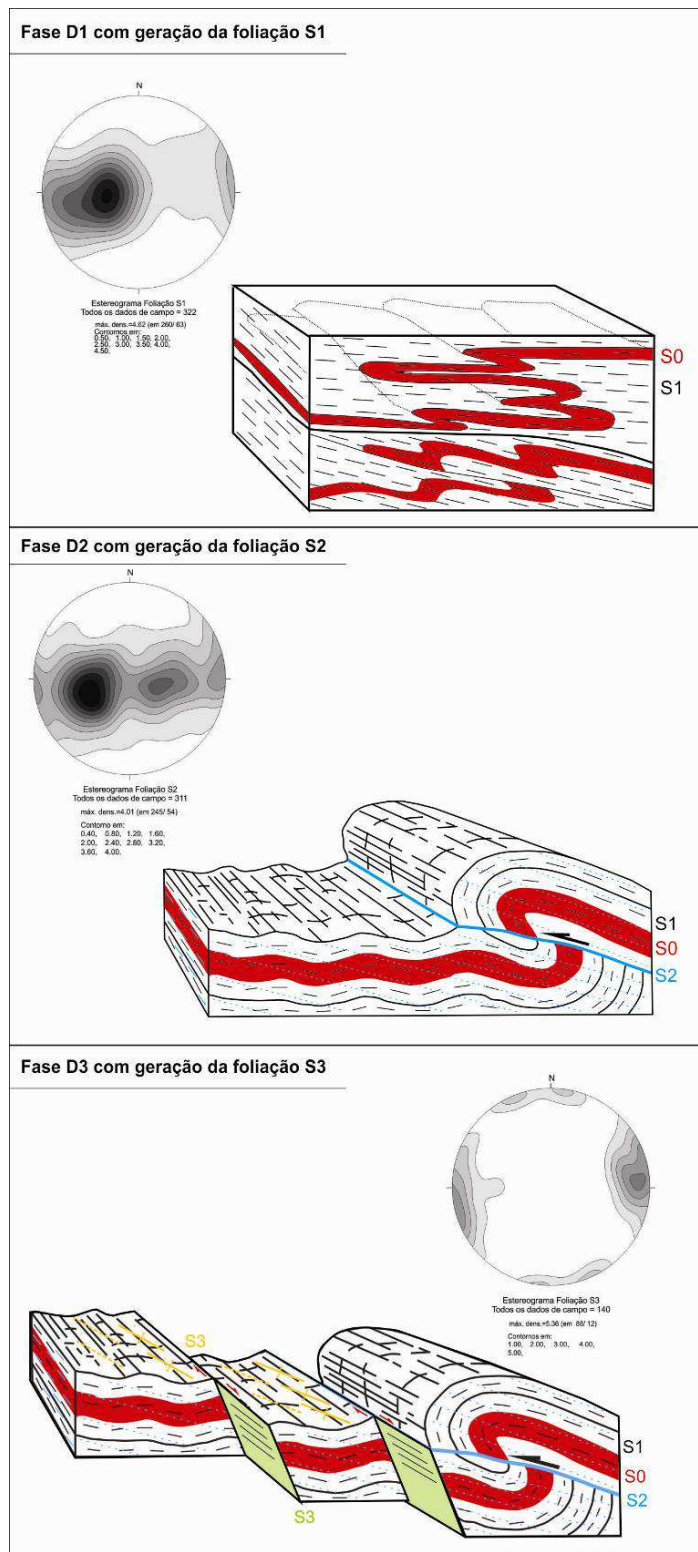 Fase D1 com geração da foliação S1
N
Estereograma Foliação S1
Todos os dados de campo = 322
máx. dens.=4.62 (em 260/ 63)
Contornos em:
0.50, 1.00, 1.50, 2.00,
2.50, 3.00, 3.50, 4.00,
4.50,
S0
S1
Fase D2 com geração da foliação S2
N
Estereograma Foliação S2
Todos os dados de campo =311
máx. dens.=4.01 (em 245/ 54)
Contorno em:
0.40, 0.80, 1.20, 1.60,
2.00, 2.40, 2.80, 3.20,
3.60, 4.00,
S1
S0
S2
Fase D3 com geração da foliação S3
N
Estereograma Foliação S3
Todos os dados de campo = 140
máx. dens.=5.36 (em 88/ 12)
Contornos em:
1.00, 2.00, 3.00, 4.00,
5.00,
S3
S1
S0
S2
S3